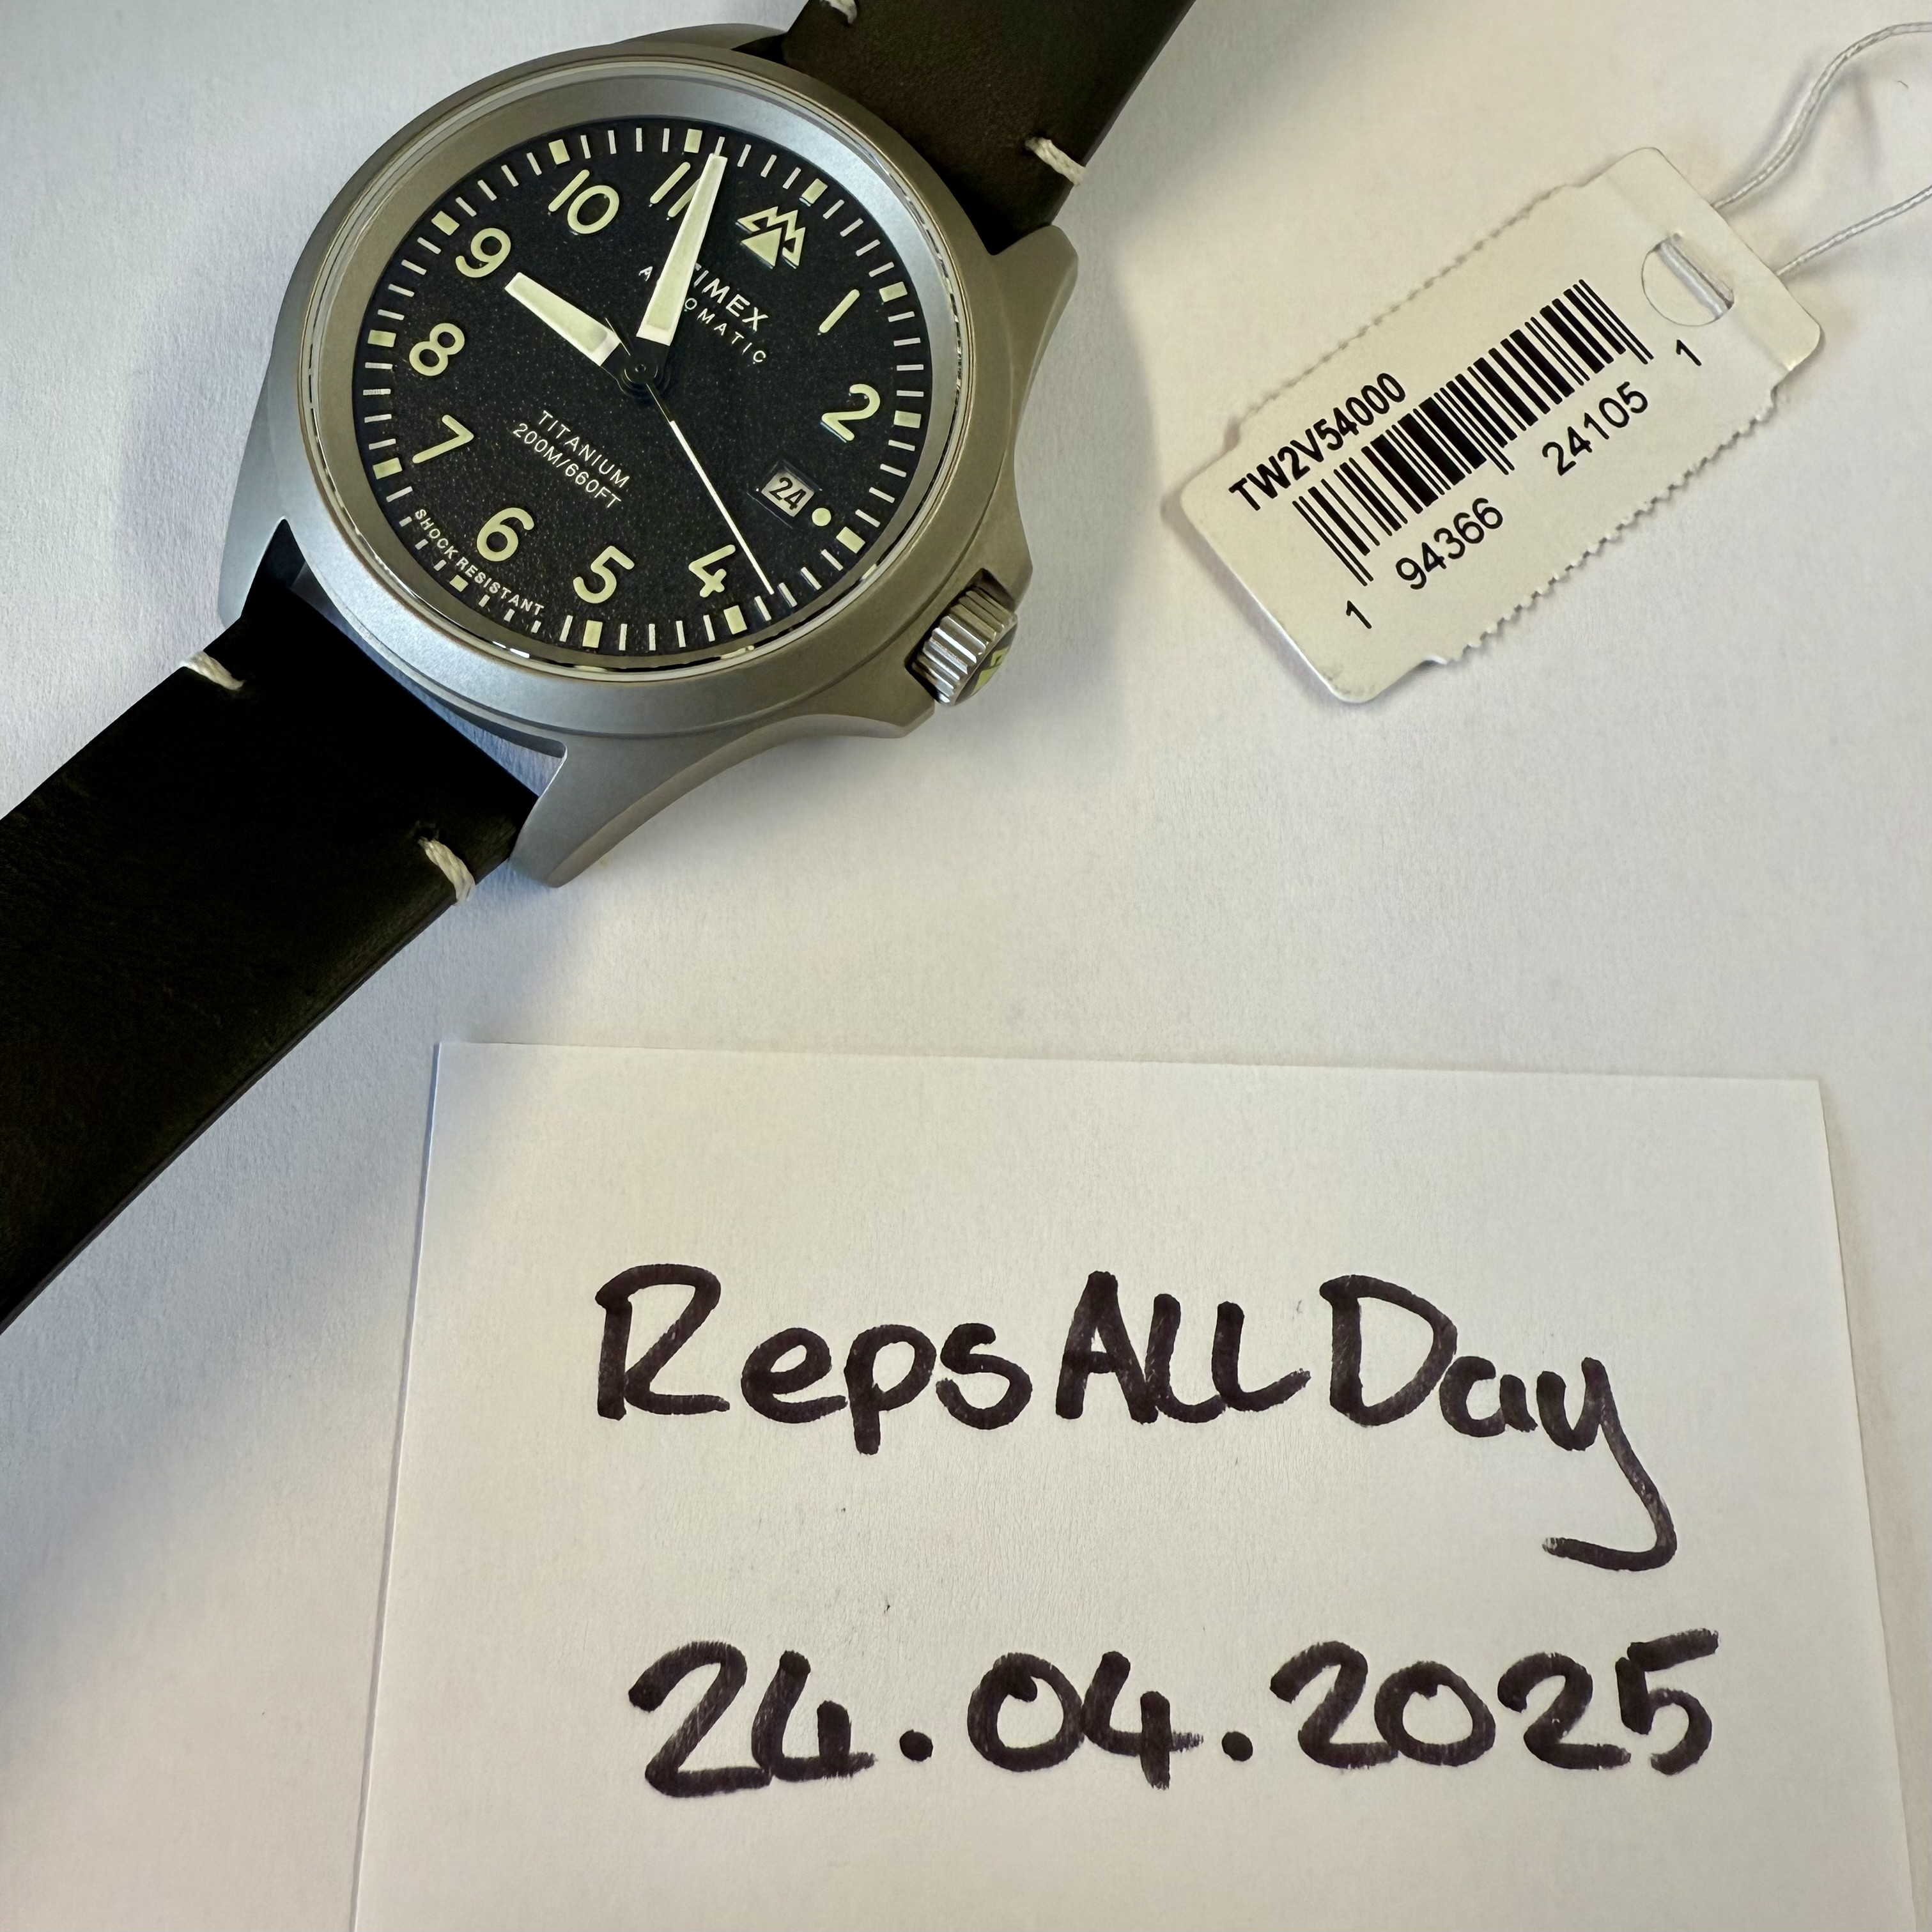 10
11
9
1
TIMEX
AUTOMATIC
8
2
7
TITANIUM
200M/660FT
24
6
5
4
SHOCK RESISTANT
TW2V54000
1 94366 24105 1
RepsAllDay
24.04.2025